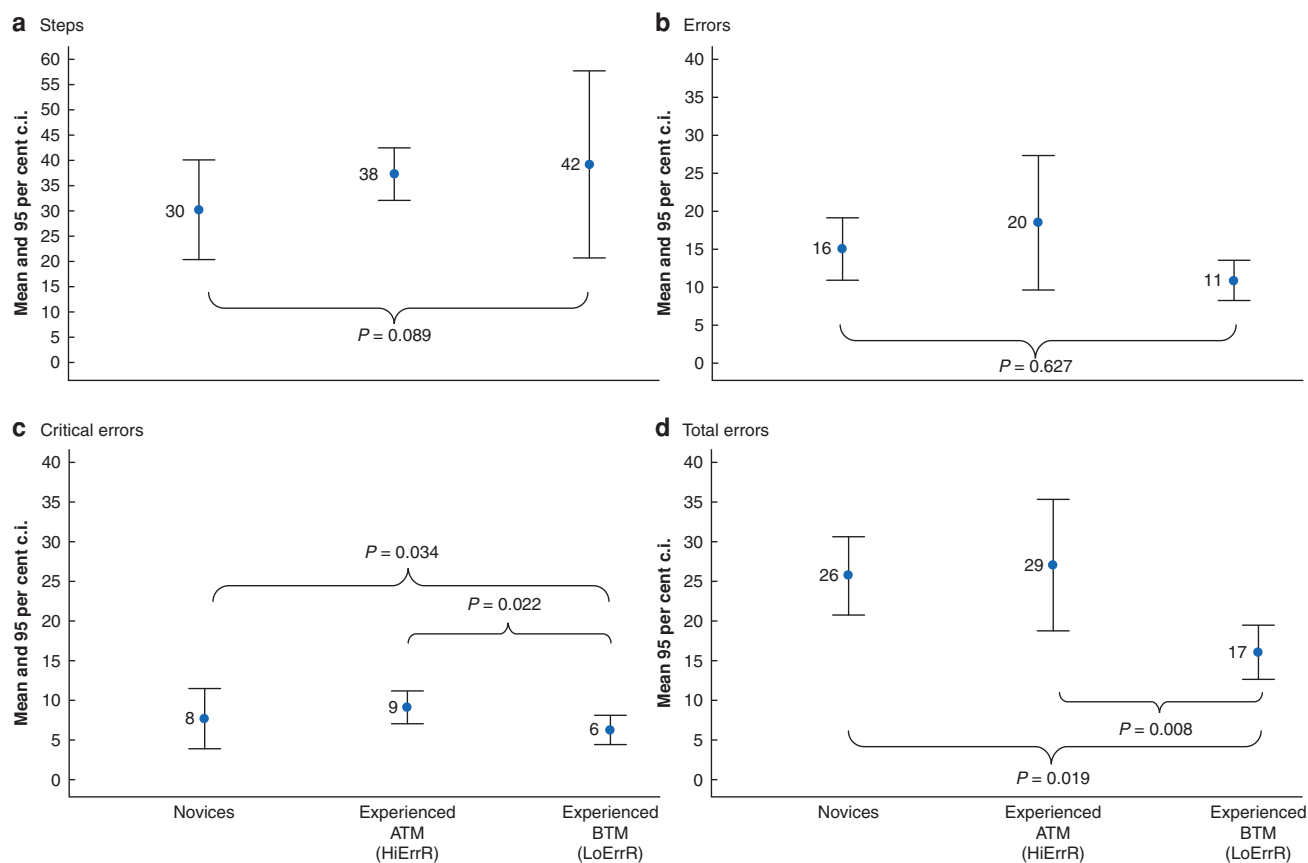 a Steps
Mean and 95 per cent c.i.
60
55
50
45
40
35
30
25
20
15
10
5
0
30
38
42
P = 0.089
b Errors
Mean and 95 per cent c.i.
40
35
30
25
20
15
10
5
0
16
20
11
P = 0.627
c Critical errors
Mean and 95 per cent c.i.
40
35
30
25
20
15
10
5
0
P = 0.034
P = 0.022
8
9
6
Novices
Experienced
ATM
(HiErrR)
Experienced
BTM
(LoErrR)
d Total errors
Mean 95 per cent c.i.
40
35
30
25
20
15
10
5
0
26
29
17
P = 0.008
P = 0.019
Novices
Experienced
ATM
(HiErrR)
Experienced
BTM
(LoErrR)